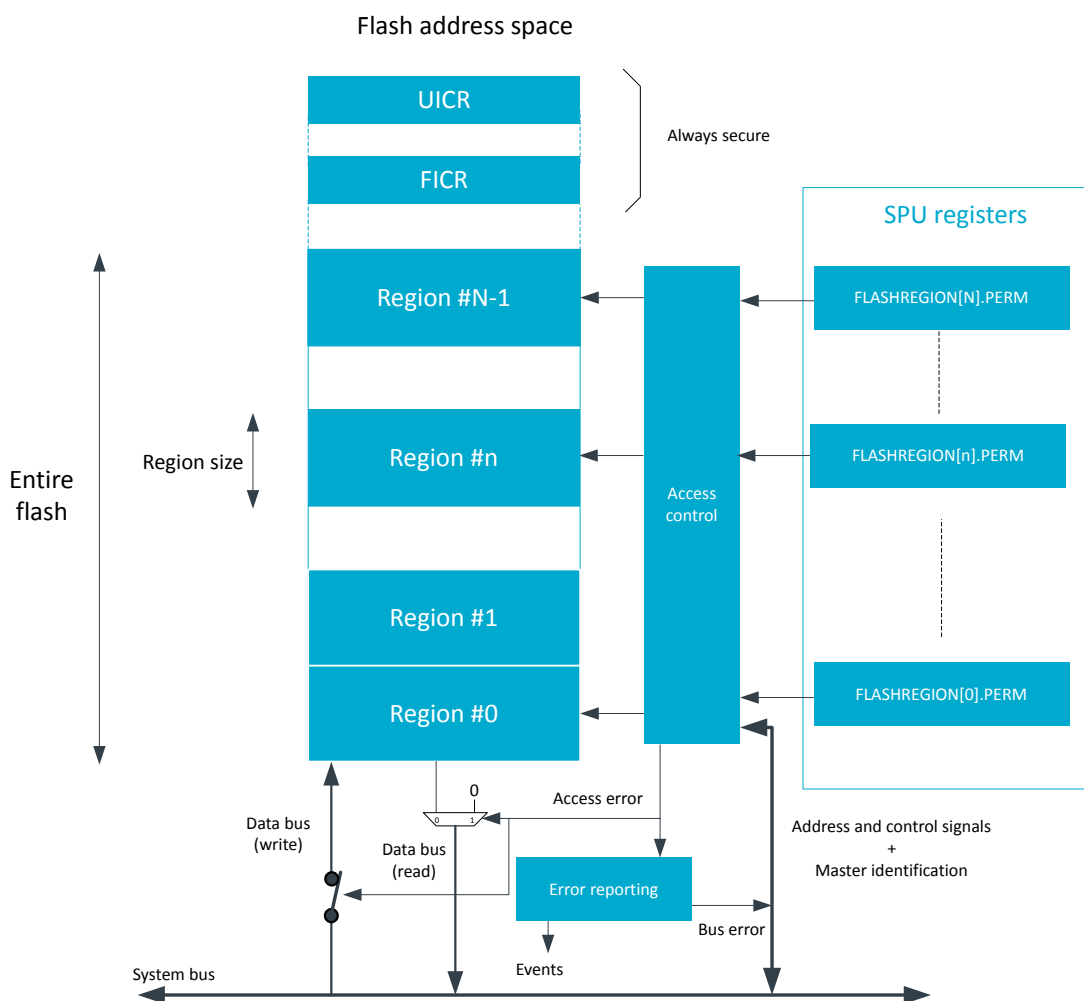 Flash address space
UICR
Always secure
FICR
SPU registers
Region #N-1
FLASHREGION[N].PERM
Region size
Region #n
FLASHREGION[n].PERM
Entire
flash
Access
control
Region #1
Region #0
FLASHREGION[0].PERM
0
0 1
Access error
Data bus
(write)
Data bus
(read)
Address and control signals
+
Master identification
Error reporting
Bus error
Events
System bus